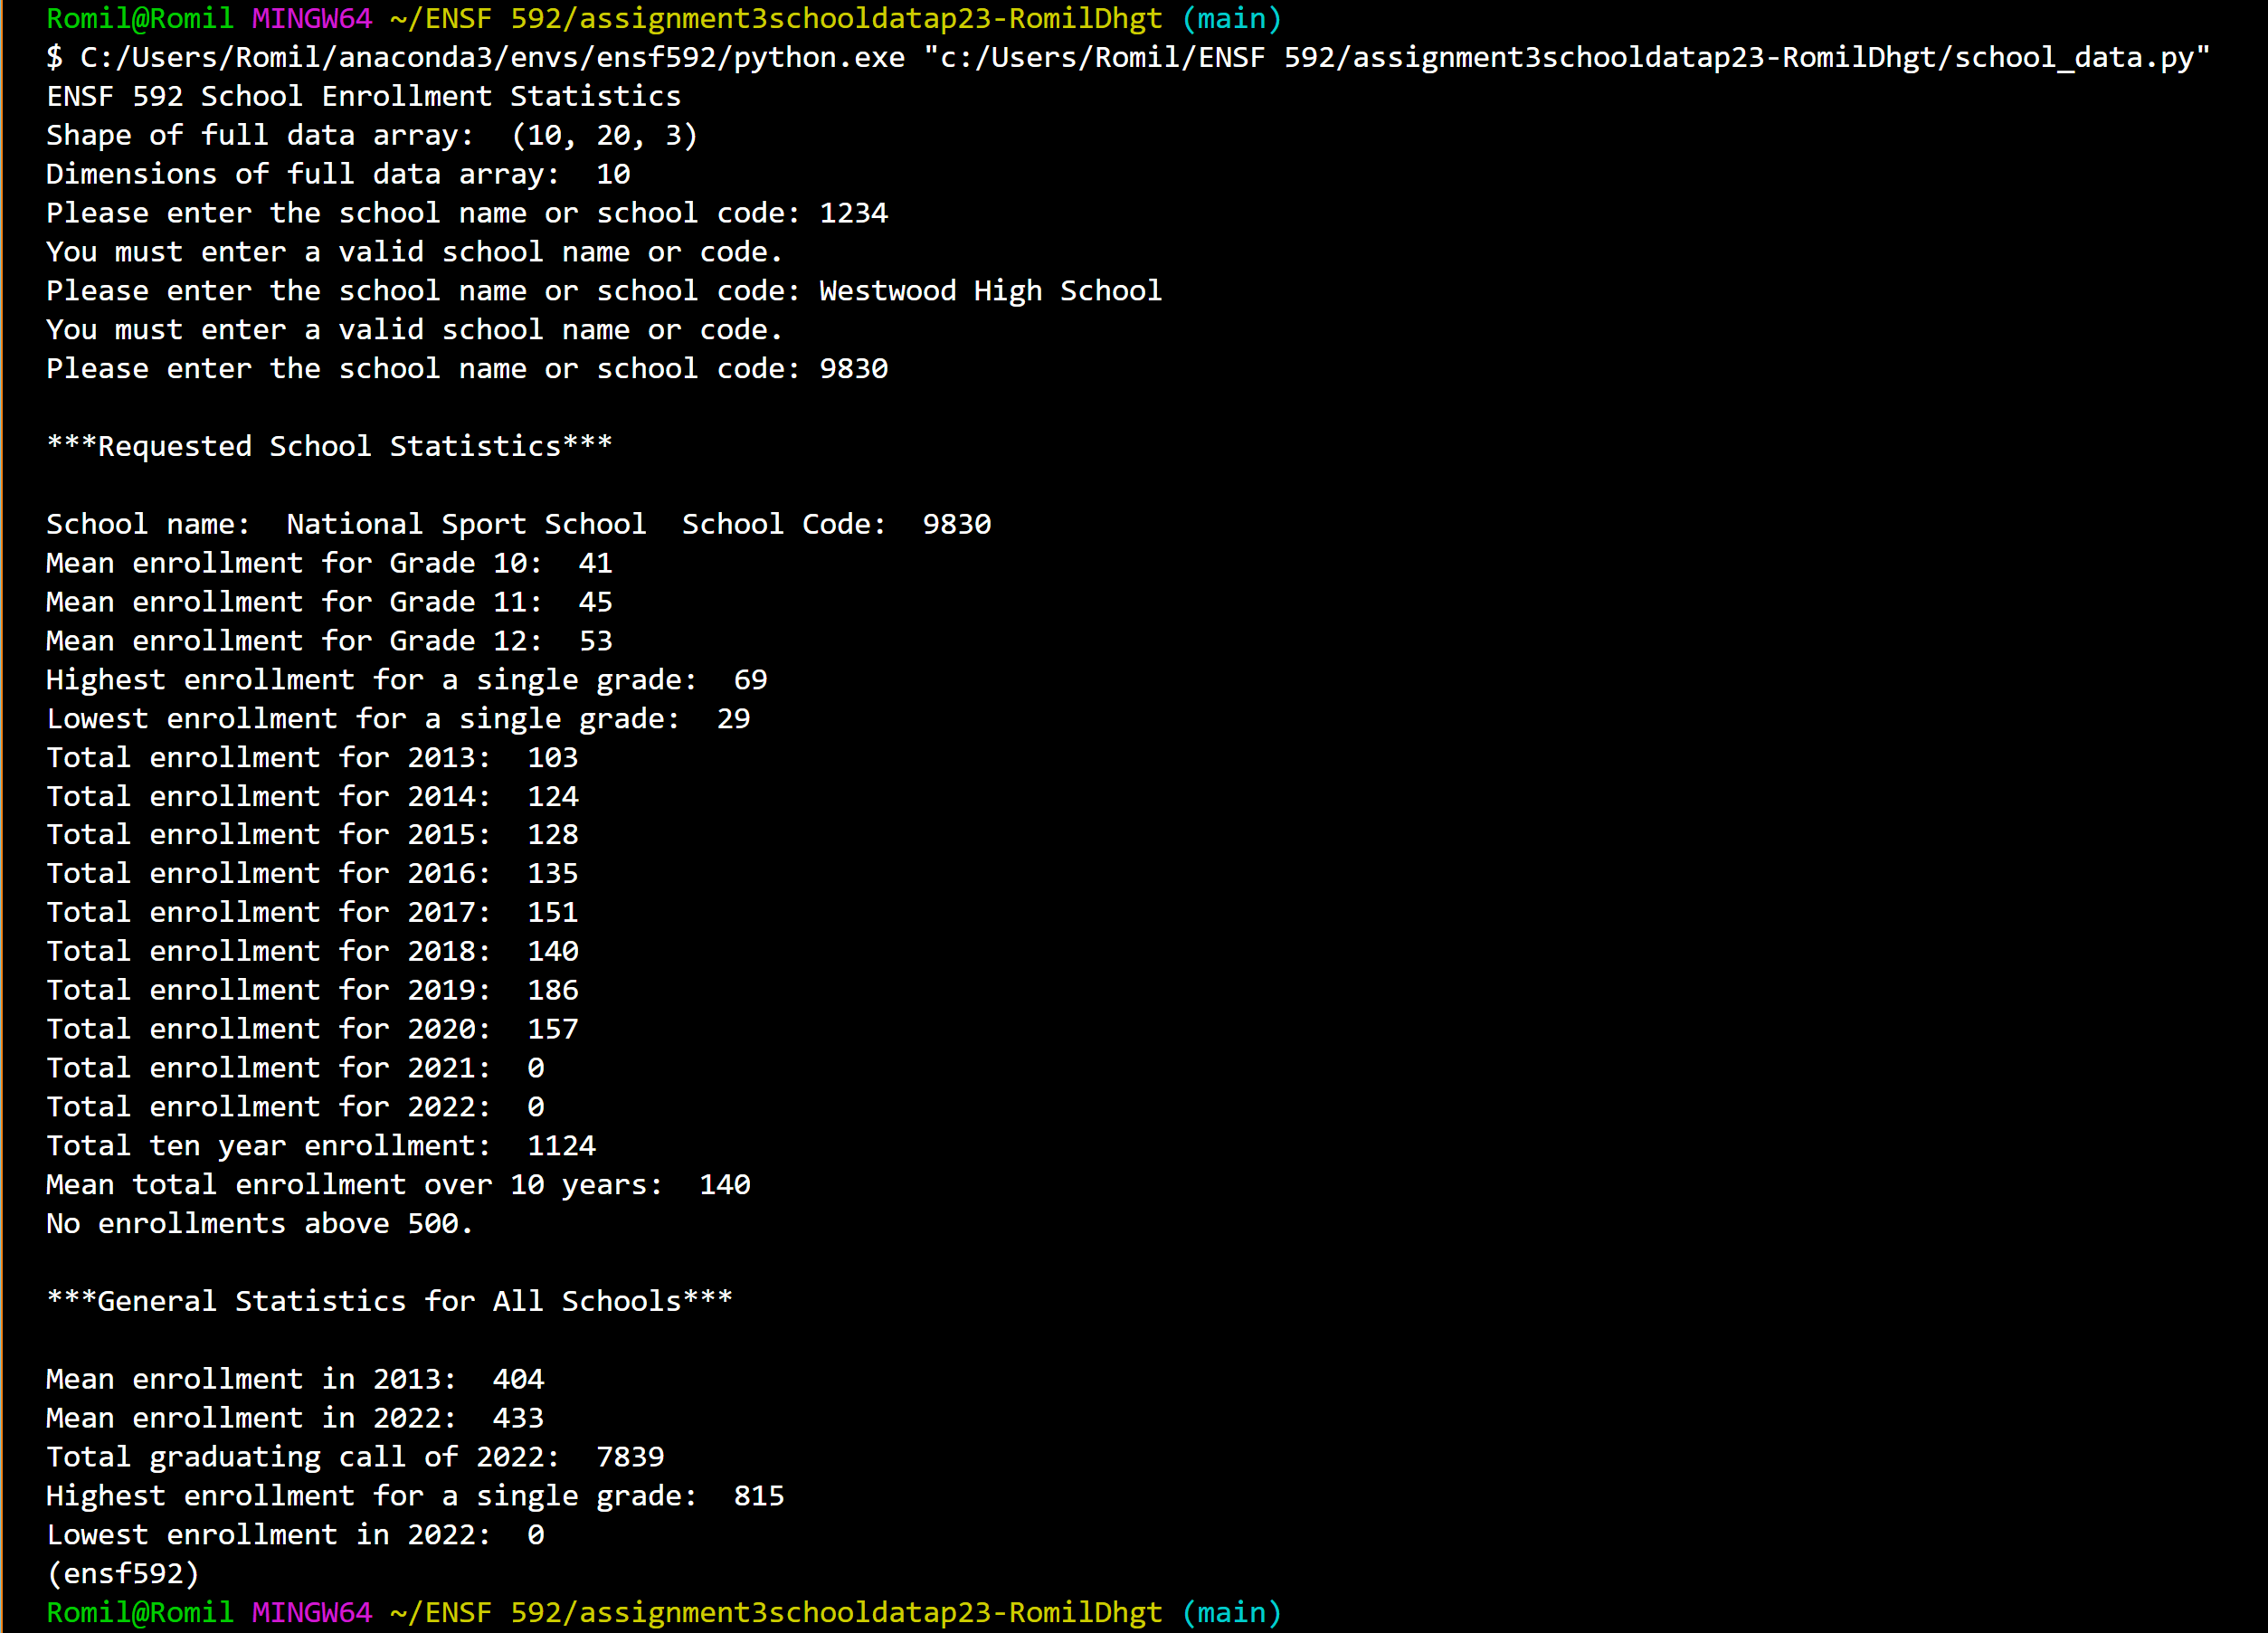 Romil@Romil MINGW64 ~/ENSF 592/assignment3schooldatap23-RomilDhgt (main)
$ C:/Users/Romil/anaconda3/envs/ensf592/python.exe "c:/Users/Romil/ENSF 592/assignment3schooldatap23-RomilDhgt/school_data.py"
ENSF 592 School Enrollment Statistics
Shape of full data array:  (10, 20, 3)
Dimensions of full data array:  10
Please enter the school name or school code: 1234
You must enter a valid school name or code.
Please enter the school name or school code: Westwood High School
You must enter a valid school name or code.
Please enter the school name or school code: 9830

***Requested School Statistics***

School name:  National Sport School  School Code:  9830
Mean enrollment for Grade 10:  41
Mean enrollment for Grade 11:  45
Mean enrollment for Grade 12:  53
Highest enrollment for a single grade:  69
Lowest enrollment for a single grade:  29
Total enrollment for 2013:  103
Total enrollment for 2014:  124
Total enrollment for 2015:  128
Total enrollment for 2016:  135
Total enrollment for 2017:  151
Total enrollment for 2018:  140
Total enrollment for 2019:  186
Total enrollment for 2020:  157
Total enrollment for 2021:  0
Total enrollment for 2022:  0
Total ten year enrollment:  1124
Mean total enrollment over 10 years:  140
No enrollments above 500.

***General Statistics for All Schools***

Mean enrollment in 2013:  404
Mean enrollment in 2022:  433
Total graduating call of 2022:  7839
Highest enrollment for a single grade:  815
Lowest enrollment in 2022:  0
(ensf592)
Romil@Romil MINGW64 ~/ENSF 592/assignment3schooldatap23-RomilDhgt (main)